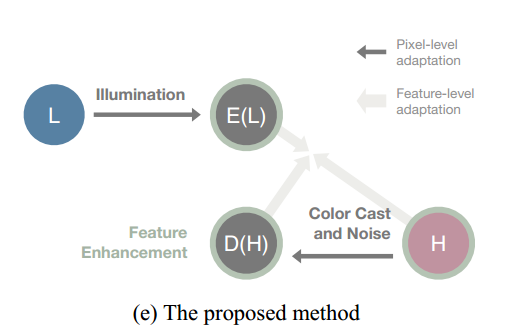 Pixel-level
adaptation
Feature-level
adaptation
Illumination
L
E(L)
Color Cast
and Noise
Feature
Enhancement
D(H)
H
(e) The proposed method